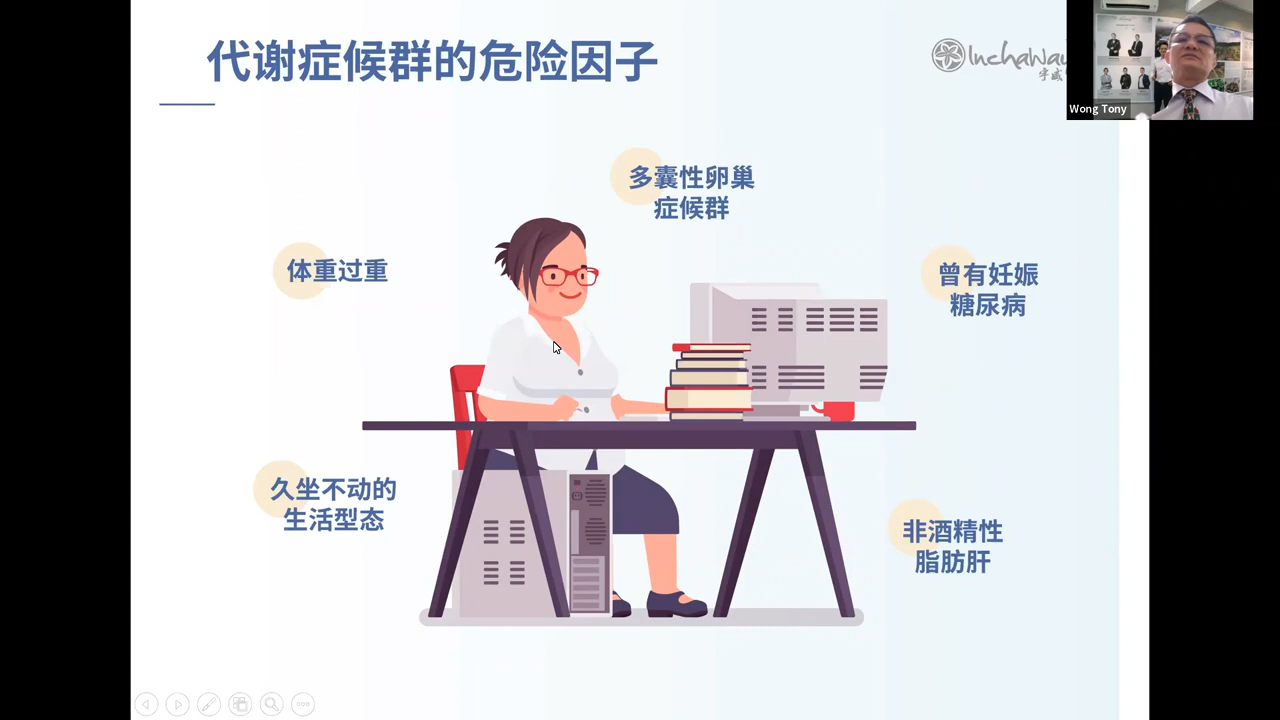 代谢症候群的危险因子
Inchaway
Wong Tony
多囊性卵巢
症候群
体重过重
曾有妊娠
糖尿病
久坐不动的
生活型态
非酒精性
脂肪肝